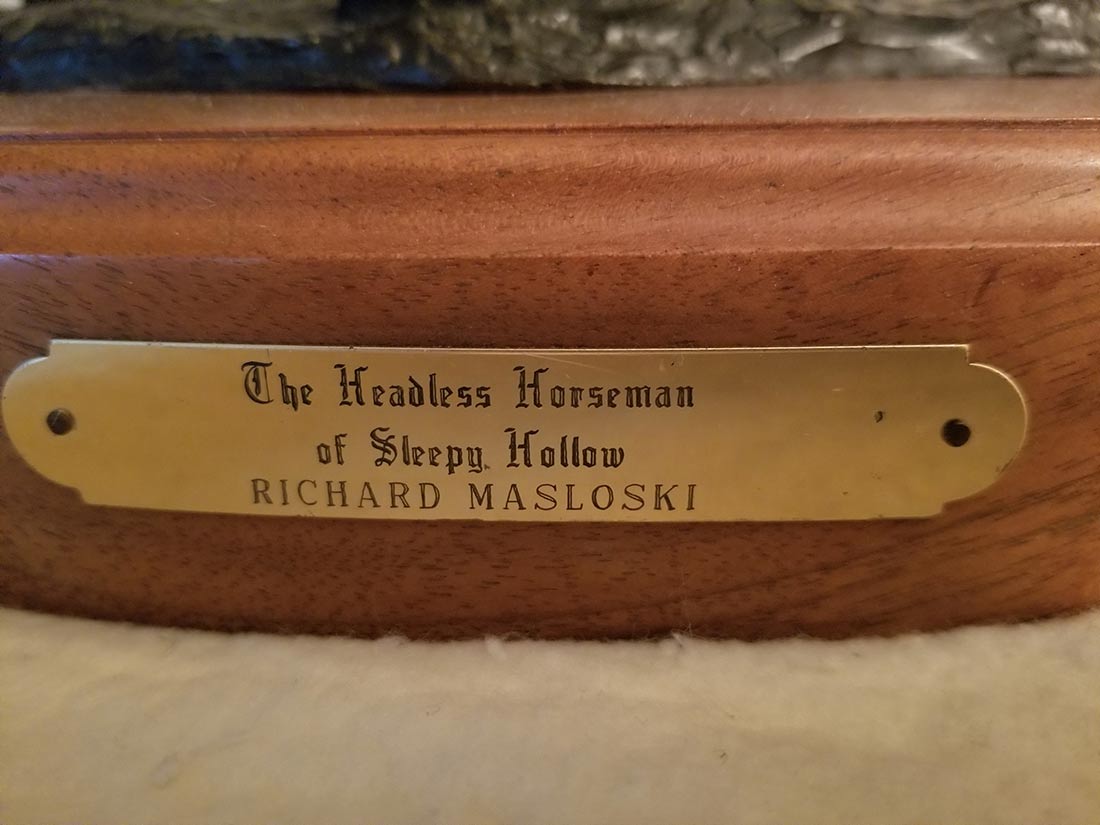 The Headless Horseman
of Sleepy Hollow
RICHARD MASLOSKI